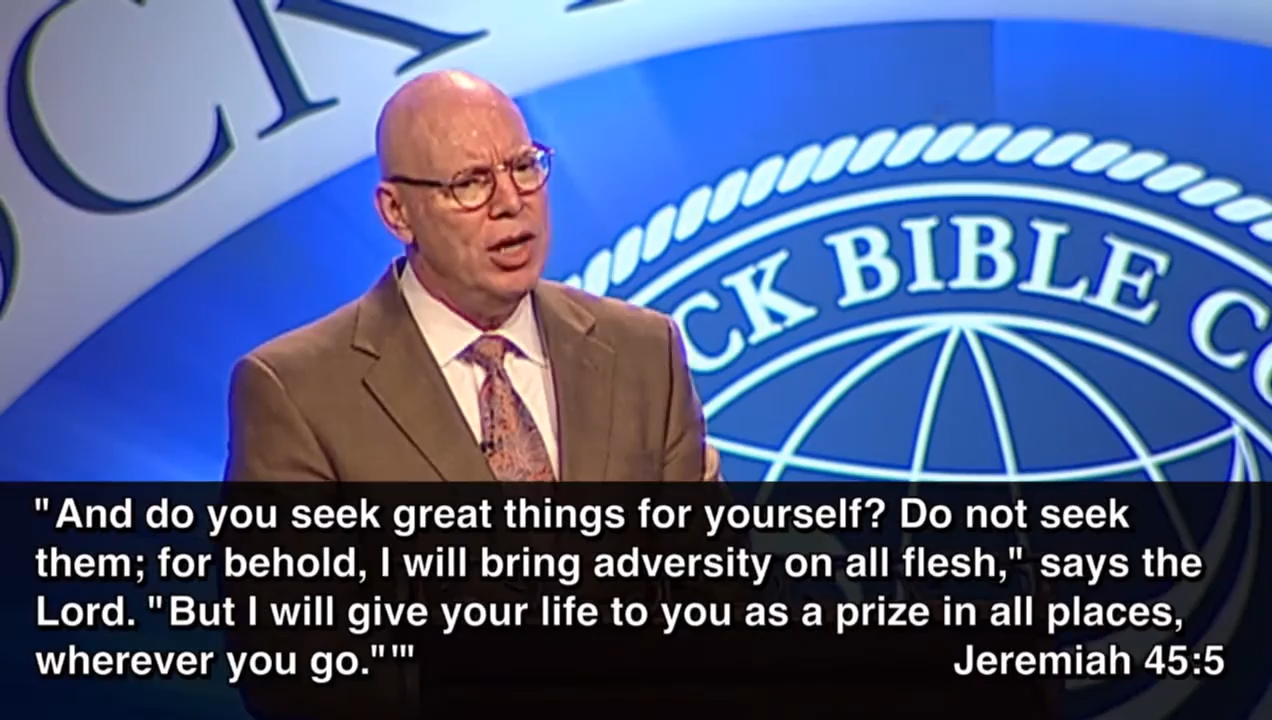 OCK
CK BIBLE CO
"And do you seek great things for yourself? Do not seek
them; for behold, I will bring adversity on all flesh," says the
Lord. "But I will give your life to you as a prize in all places,
wherever you go."'"
Jeremiah 45:5